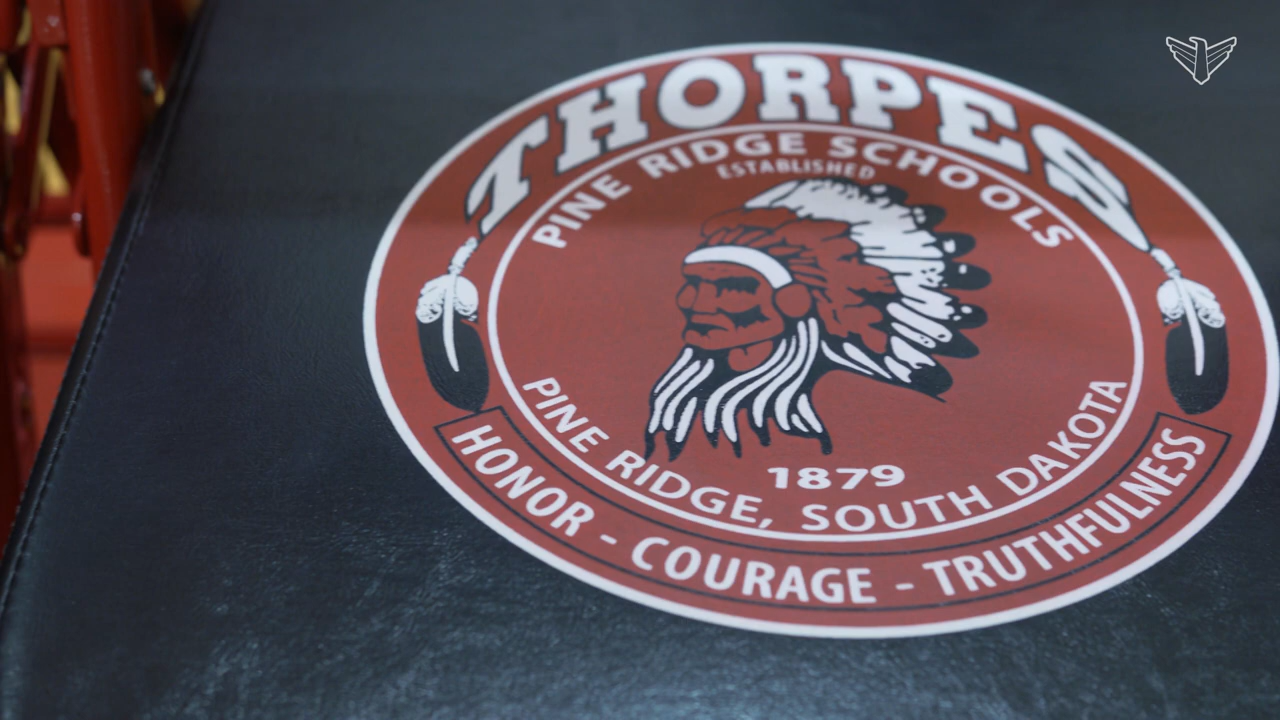 THORPES
PINE RIDGE SCHOOLS
ESTABLISHED
1879
PINE RIDGE, SOUTH DAKOTA
HONOR - COURAGE - TRUTHFULNESS